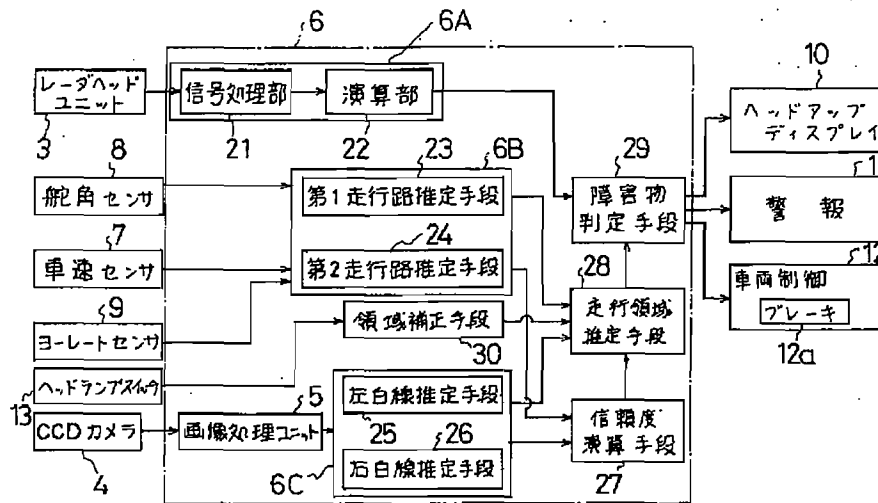 6
6A
レーダヘッド
ユニット
3
信号処理部
21
演算部
22
10
ヘッドアップ
ディスプレイ
8
舵角センサ
23
6B
第1走行路推定手段
29
障害物
判定手段
警報
7
車速センサ
24
第2走行路推定手段
28
走行領域
推定手段
12
車両制御
ブレーキ
12a
9
ヨーレートセンサ
領域補正手段
30
ヘッドランプスイッチ
13
5
CCDカメラ
4
画像処理ユニット
左白線推定手段
25
26
右白線推定手段
6C
信頼度
演算手段
27